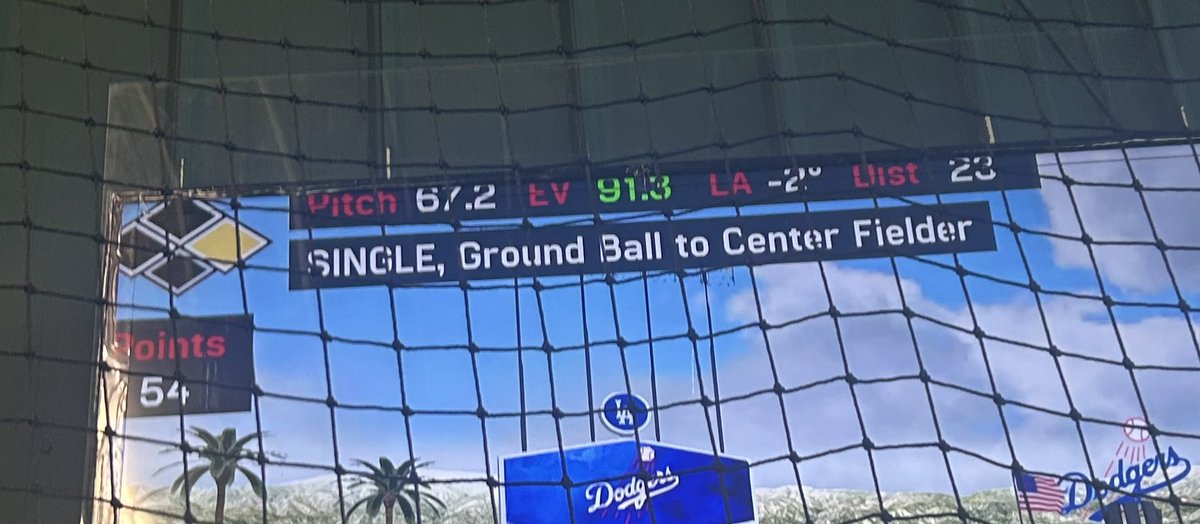 Pitch 67.2 EV 91.3 LA -2° Dist 23
SINGLE, Ground Ball to Center Fielder
Points
54
LA
Dodgers
Dodgers